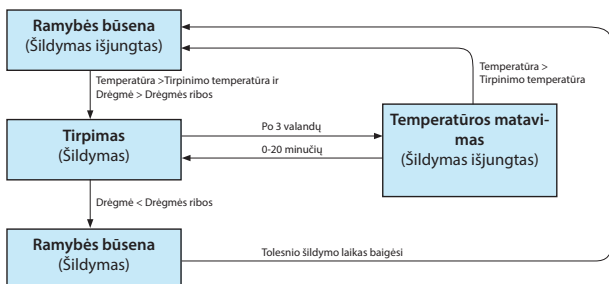 Ramybės būsena
(Šildymas išjungtas)
Temperatūra >
Tirpinimo temperatūra
Temperatūra >Tirpinimo temperatūra ir
Drėgmė > Drėgmės ribos
Tirpimas
(Šildymas)
Po 3 valandų
0-20 minučių
Temperatūros matavi-
mas
(Šildymas išjungtas)
Drėgmė < Drėgmės ribos
Ramybės būsena
(Šildymas)
Tolesnio šildymo laikas baigėsi